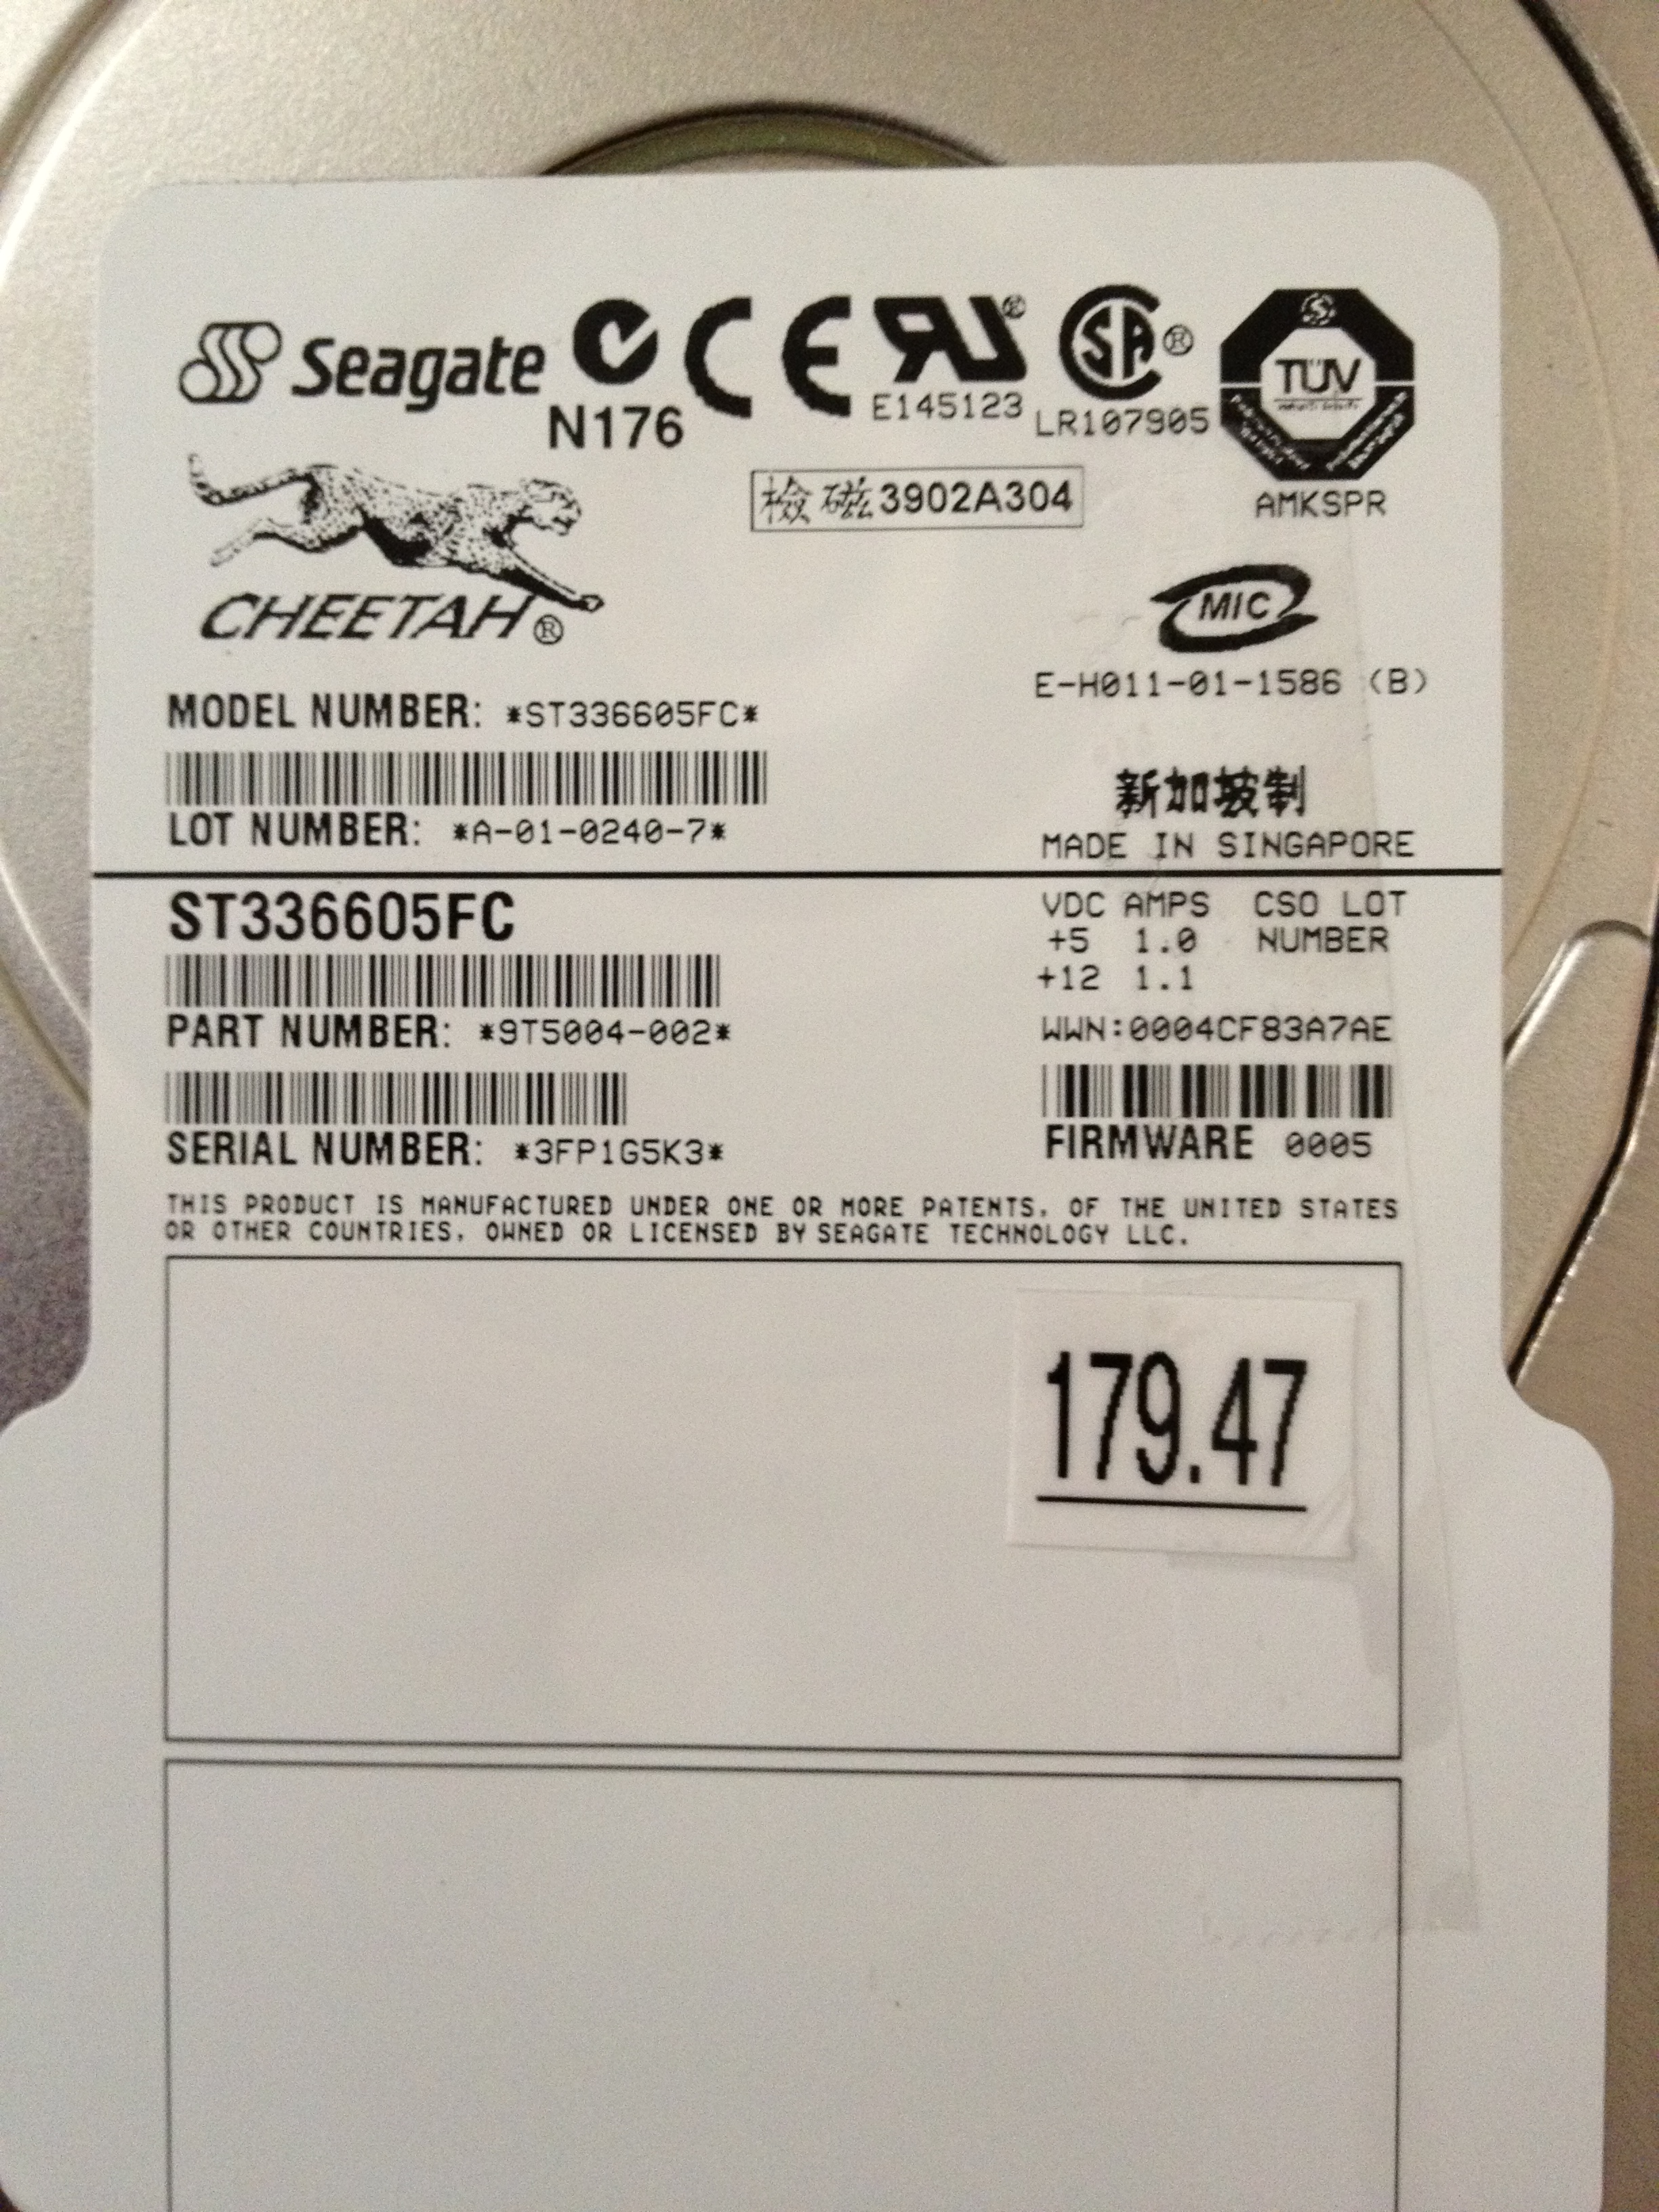 Seagate
N176
CE
E145123
LR107905
TÜV
AMKSPR
檢磁3902A304
CHEETAH®
MIC
E-H011-01-1586 (B)
MODEL NUMBER: *ST336605FC*
LOT NUMBER: *A-01-0240-7*
新加坡制
MADE IN SINGAPORE
ST336605FC
VDC AMPS CSO LOT
+5 1.0 NUMBER
+12 1.1
PART NUMBER: *9T5004-002*
WWN:0004CF83A7AE
SERIAL NUMBER: *3FP1G5K3*
FIRMWARE 0005
THIS PRODUCT IS MANUFACTURED UNDER ONE OR MORE PATENTS, OF THE UNITED STATES
OR OTHER COUNTRIES, OWNED OR LICENSED BY SEAGATE TECHNOLOGY LLC.
179.47